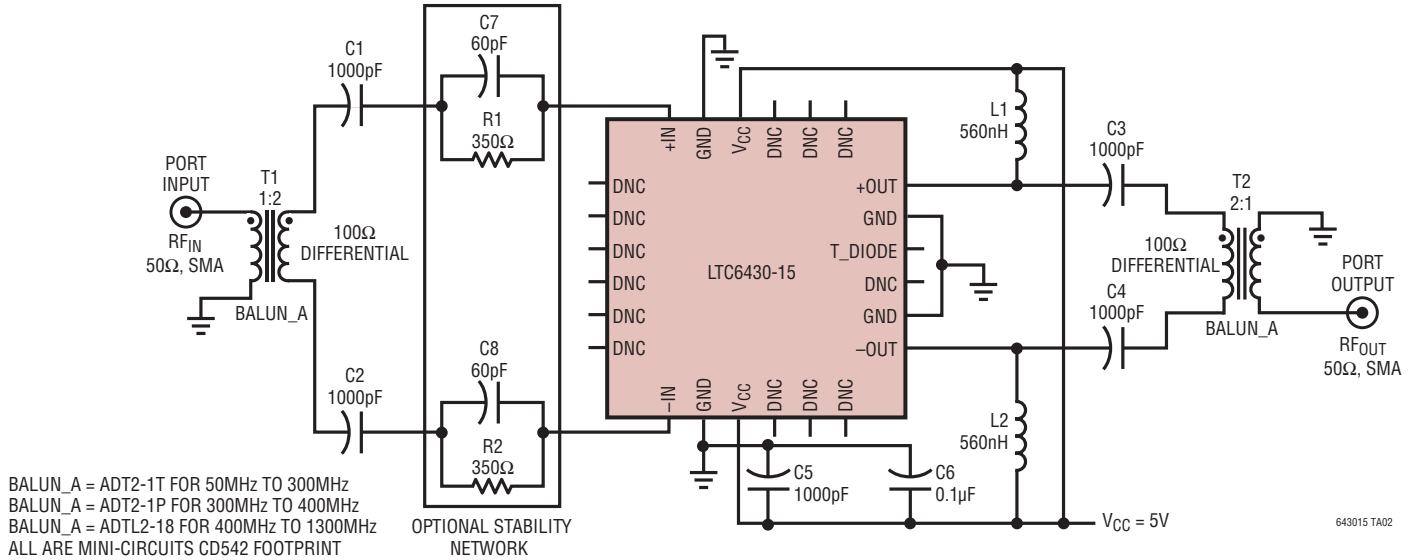 C7
60pF
C1
1000pF
R1
350Ω
PORT
INPUT
RFIN
50Ω, SMA
T1
1:2
100Ω
DIFFERENTIAL
BALUN_A
C2
1000pF
C8
60pF
R2
350Ω
OPTIONAL STABILITY
NETWORK
+IN
GND
VCC
DNC
DNC
DNC
DNC
DNC
DNC
DNC
DNC
DNC
LTC6430-15
+OUT
GND
T_DIODE
DNC
GND
–OUT
–IN
GND
VCC
DNC
DNC
DNC
L1
560nH
C3
1000pF
T2
2:1
100Ω
DIFFERENTIAL
C4
1000pF
BALUN_A
PORT
OUTPUT
RFOUT
50Ω, SMA
L2
560nH
C5
1000pF
C6
0.1µF
VCC = 5V
BALUN_A = ADT2-1T FOR 50MHz TO 300MHz
BALUN_A = ADT2-1P FOR 300MHz TO 400MHz
BALUN_A = ADTL2-18 FOR 400MHz TO 1300MHz
ALL ARE MINI-CIRCUITS CD542 FOOTPRINT
643015 TA02